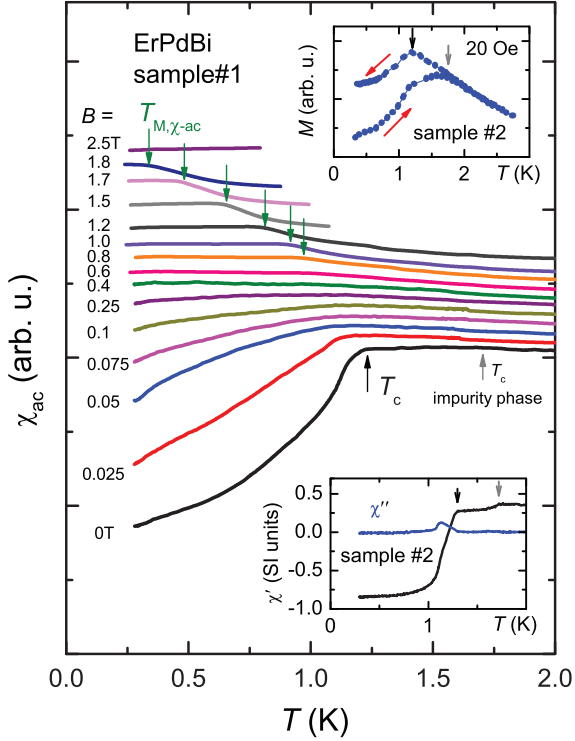 ErPdBi
sample#1
B =
T_M,χ-ac
2.5T
1.8
1.7
1.5
1.2
1.0
0.8
0.6
0.4
0.25
0.1
0.075
0.05
0.025
0T
T_c
T_c
impurity phase
χ_ac (arb. u.)
0.0 0.5 1.0 1.5 2.0
T (K)
20 Oe
sample #2
M (arb. u.)
0 1 2 T (K)
χ''
sample #2
χ' (SI units)
0.5
0.0
-0.5
-1.0
0 1 T (K)